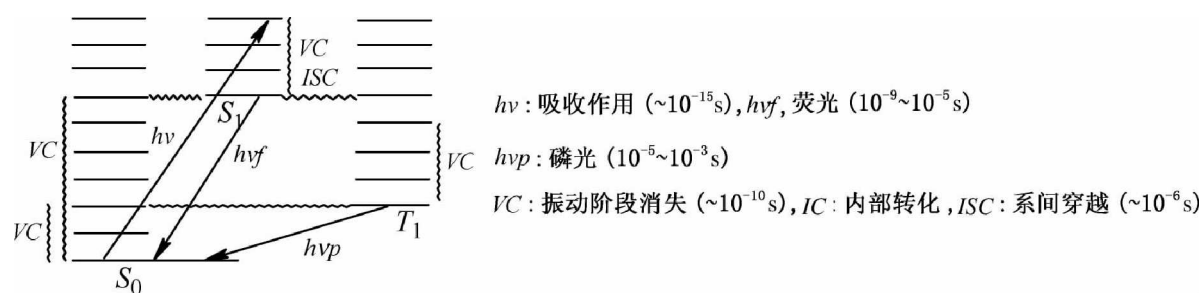 VC
ISC
S₁
hν
hνf
VC
VC
VC
T₁
hνp
S₀
hν : 吸收作用 (~10⁻¹⁵s), hνf, 荧光 (10⁻⁹~10⁻⁵s)
hνp : 磷光 (10⁻⁵~10⁻³s)
VC : 振动阶段消失 (~10⁻¹⁰s), IC : 内部转化 , ISC : 系间穿越 (~10⁻⁶s)